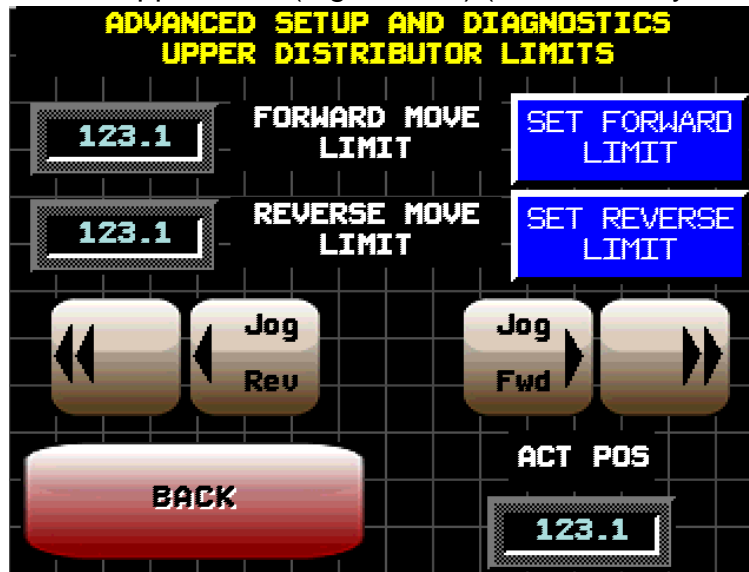 ADVANCED SETUP AND DIAGNOSTICS
UPPER DISTRIBUTOR LIMITS
123.1
FORWARD MOVE
LIMIT
SET FORWARD
LIMIT
123.1
REVERSE MOVE
LIMIT
SET REVERSE
LIMIT
Jog
Rev
Jog
Fwd
BACK
ACT POS
123.1